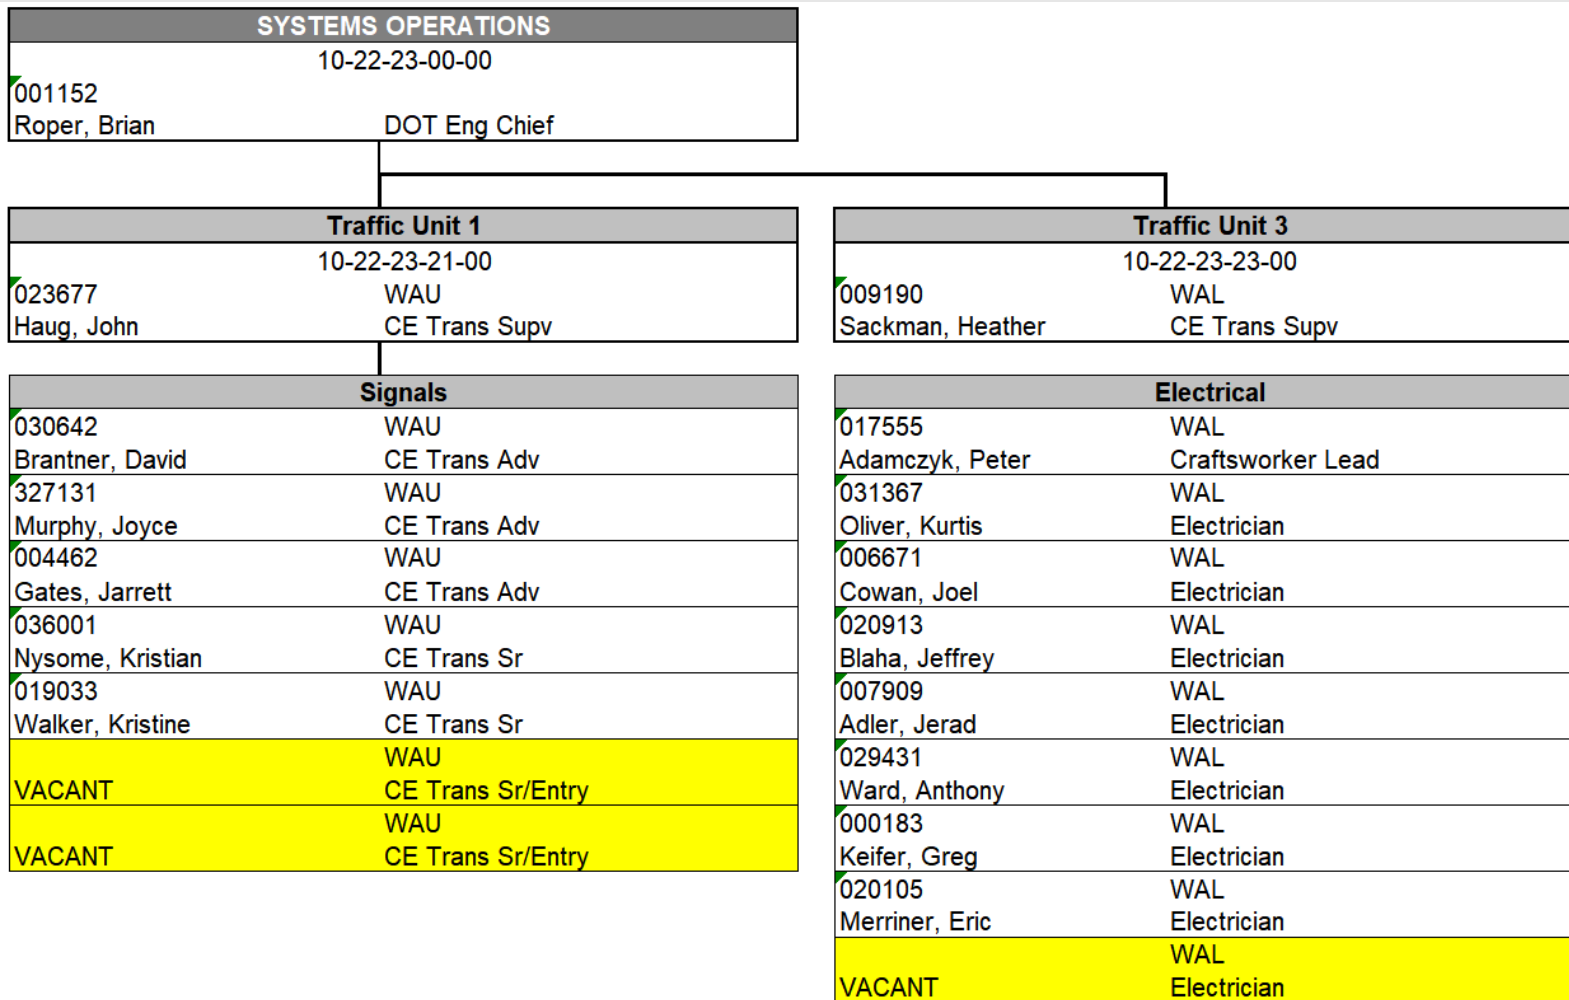 SYSTEMS OPERATIONS
10-22-23-00-00
001152
Roper, Brian DOT Eng Chief
Traffic Unit 1
10-22-23-21-00
023677 WAU
Haug, John CE Trans Supv
Signals
030642 WAU
Brantner, David CE Trans Adv
327131 WAU
Murphy, Joyce CE Trans Adv
004462 WAU
Gates, Jarrett CE Trans Adv
036001 WAU
Nysome, Kristian CE Trans Sr
019033 WAU
Walker, Kristine CE Trans Sr
WAU
VACANT CE Trans Sr/Entry
WAU
VACANT CE Trans Sr/Entry
Traffic Unit 3
10-22-23-23-00
009190 WAL
Sackman, Heather CE Trans Supv
Electrical
017555 WAL
Adamczyk, Peter Craftsworker Lead
031367 WAL
Oliver, Kurtis Electrician
006671 WAL
Cowan, Joel Electrician
020913 WAL
Blaha, Jeffrey Electrician
007909 WAL
Adler, Jerad Electrician
029431 WAL
Ward, Anthony Electrician
000183 WAL
Keifer, Greg Electrician
020105 WAL
Merriner, Eric Electrician
WAL
VACANT Electrician